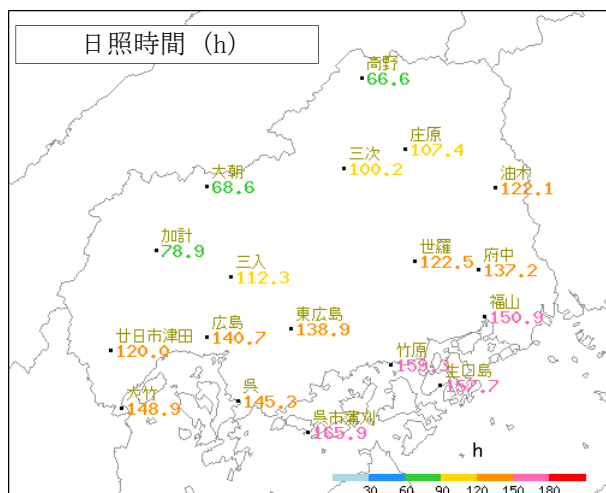 日照時間 (h)
高野
66.6
庄原
107.4
三次
100.2
大朝
68.6
油木
122.1
加計
78.9
三入
112.3
世羅
122.5
府中
137.2
福山
150.9
東広島
138.9
広島
140.7
廿日市津田
120.0
竹原
159.3
生口島
157.7
大竹
148.9
呉
145.3
呉市蒲刈
165.9
h
30 60 90 120 150 180